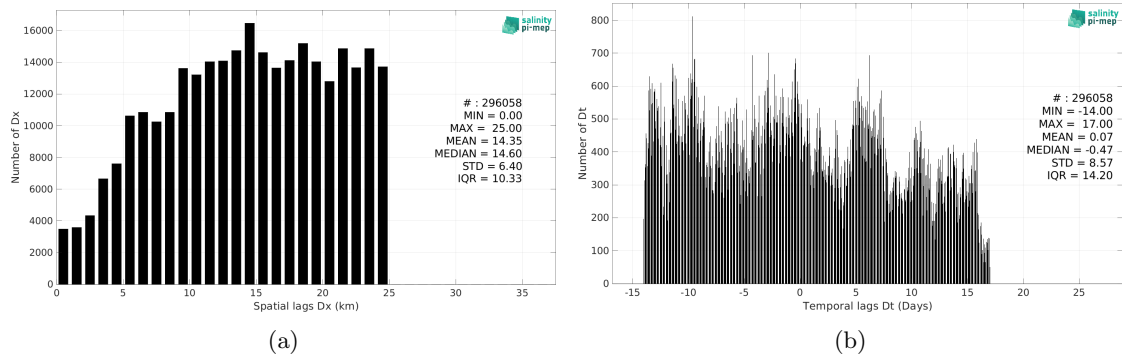 salinity
pi-mep
16000
14000
12000
10000
8000
6000
4000
2000
0
Number of Dx
# : 296058
MIN = 0.00
MAX = 25.00
MEAN = 14.35
MEDIAN = 14.60
STD = 6.40
IQR = 10.33
0 5 10 15 20 25 30 35
Spatial lags Dx (km)
(a)
salinity
pi-mep
800
700
600
500
400
300
200
100
0
Number of Dt
# : 296058
MIN = -14.00
MAX = 17.00
MEAN = 0.07
MEDIAN = -0.47
STD = 8.57
IQR = 14.20
-15 -10 -5 0 5 10 15 20 25
Temporal lags Dt (Days)
(b)